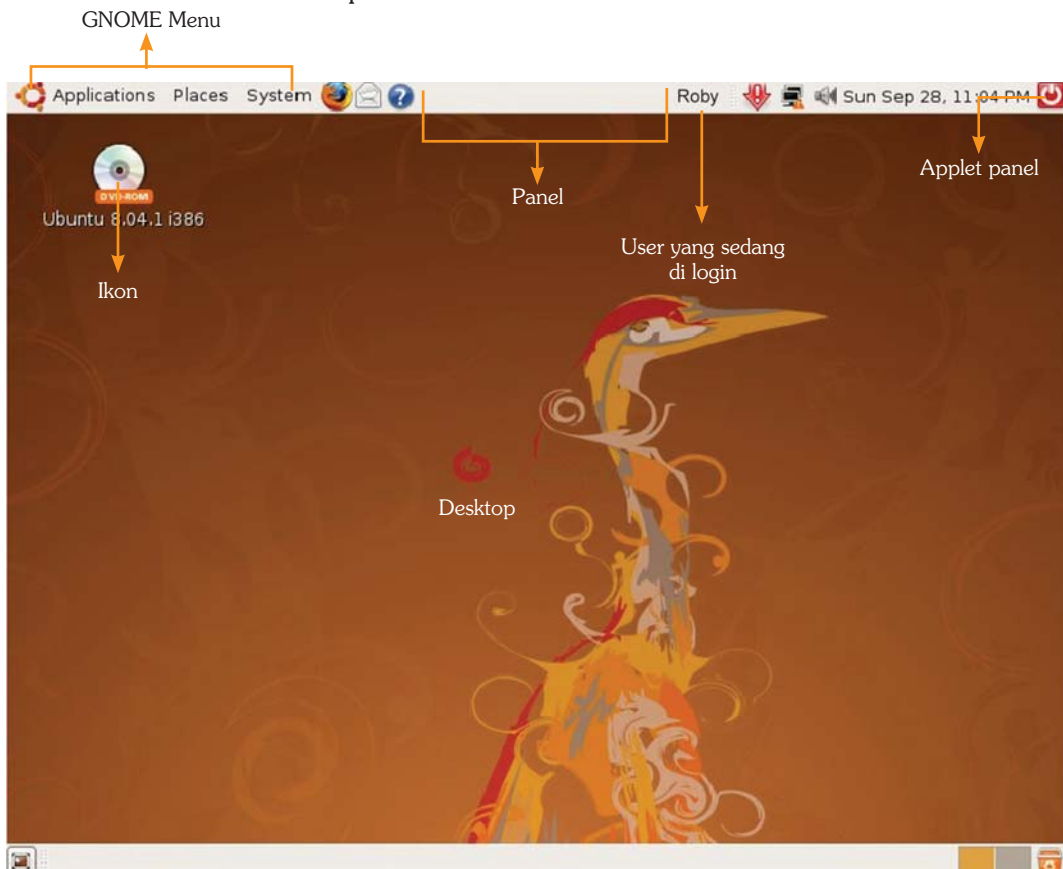 GNOME Menu
Applications Places System Roby Sun Sep 28, 11:04 PM
DVD-ROM
Ubuntu 8.04.1 i386
Ikon
Panel
User yang sedang
di login
Applet panel
Desktop